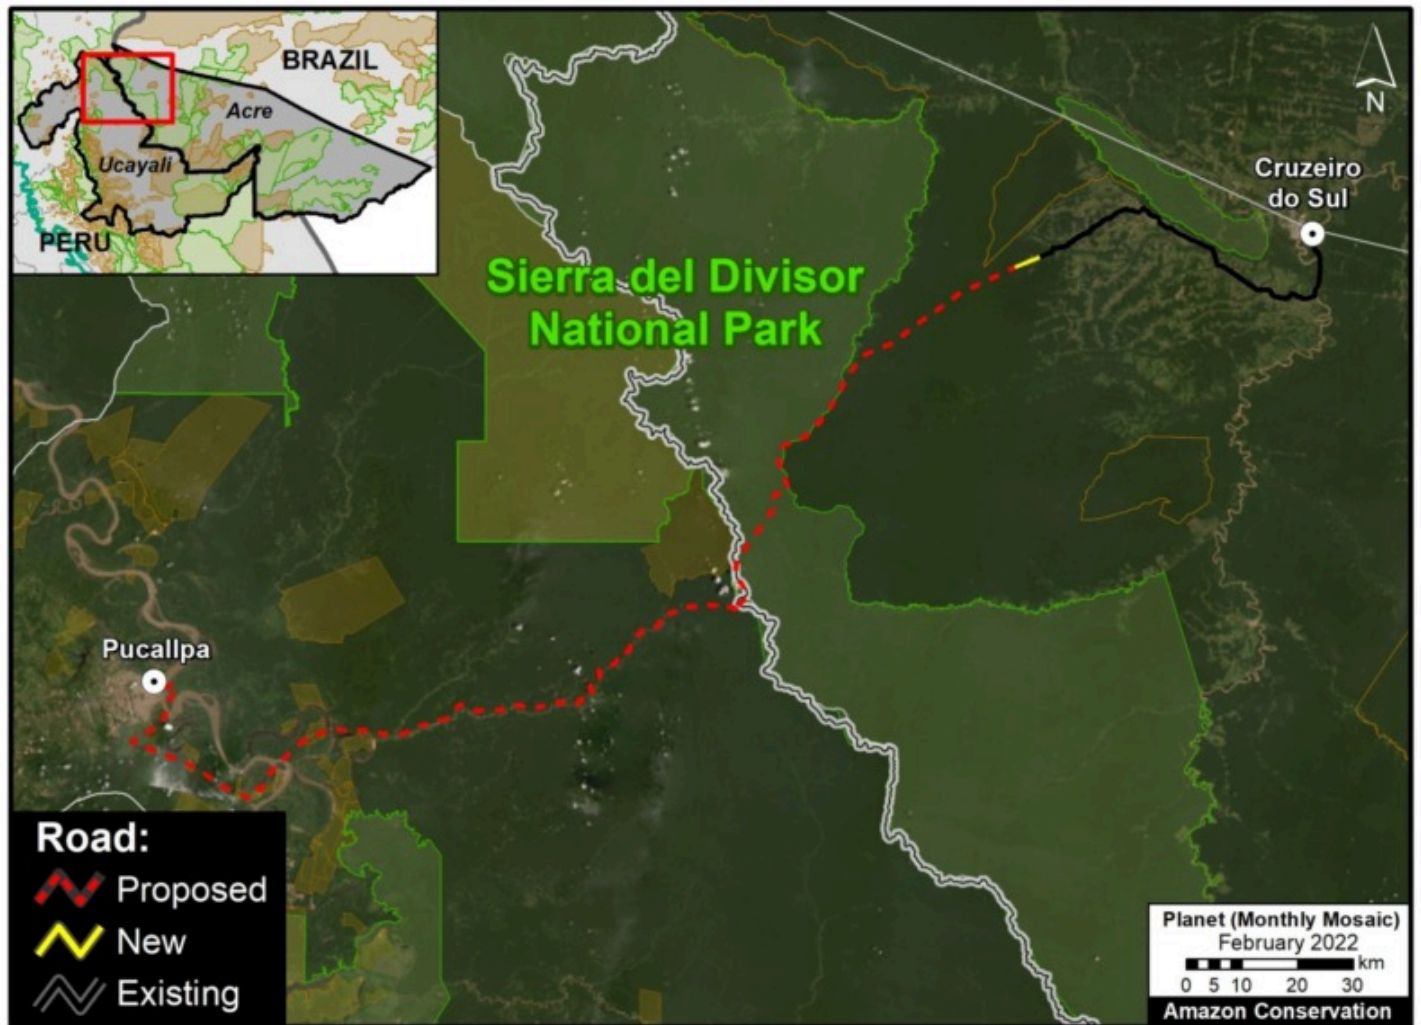 BRAZIL
Acre
Ucayali
PERU
N
Cruzeiro
do Sul
Sierra del Divisor
National Park
Pucallpa
Road:
Proposed
New
Existing
Planet (Monthly Mosaic)
February 2022
km
0 5 10 20 30
Amazon Conservation